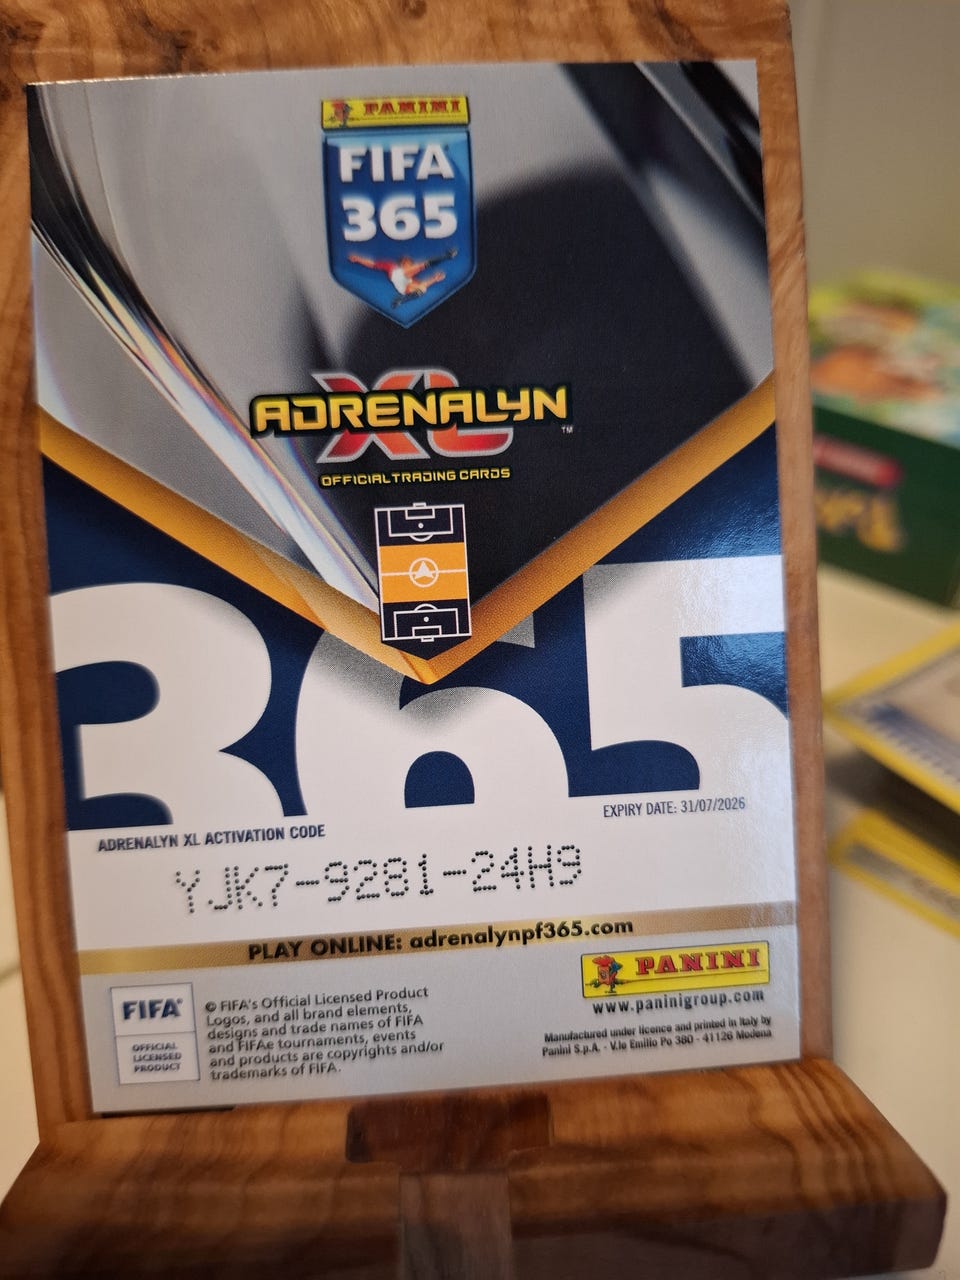 PANINI
FIFA
365
ADRENALYN
XL
™
OFFICIAL TRADING CARDS
365
EXPIRY DATE: 31/07/2026
ADRENALYN XL ACTIVATION CODE
YJK7-9281-24H9
PLAY ONLINE: adrenalynpf365.com
PANINI
www.paninigroup.com
FIFA®
OFFICIAL
LICENSED
PRODUCT
© FIFA's Official Licensed Product
Logos, and all brand elements,
designs and trade names of FIFA
and FIFAe tournaments, events
and products are copyrights and/or
trademarks of FIFA.
Manufactured under licence and printed in Italy by
Panini S.p.A. - V.le Emilio Po 380 - 41126 Modena